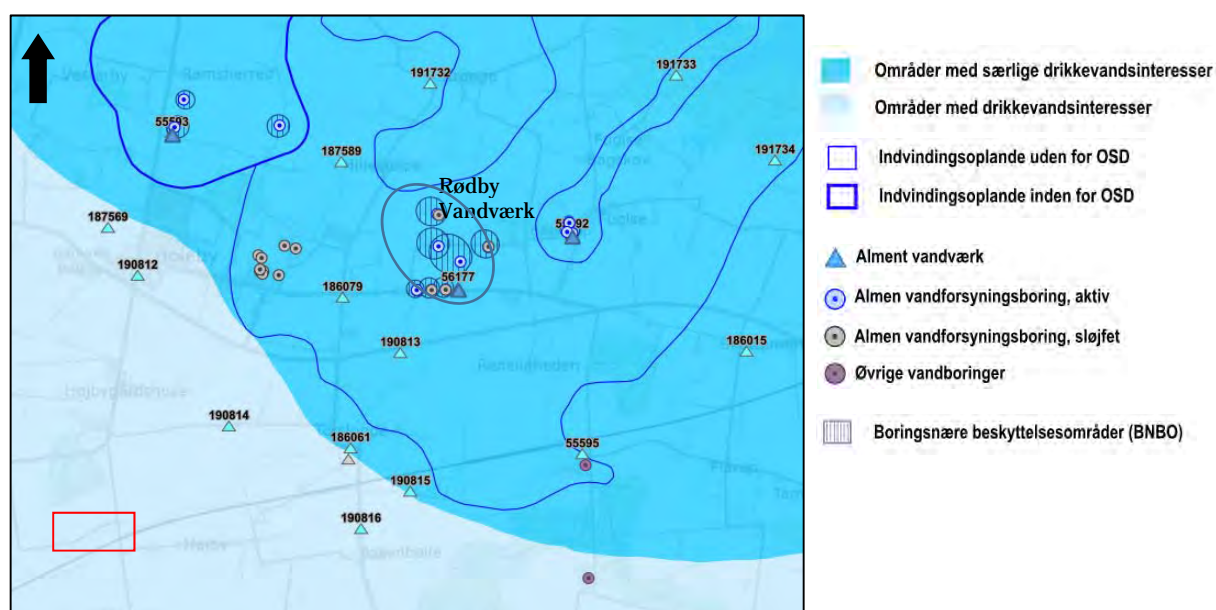 191732
191733
55593
187589
191734
Rødby
Vandværk
187569
190812
56177
186079
190813
186015
190814
186061
55595
190815
190816
Områder med særlige drikkevandsinteresser
Områder med drikkevandsinteresser
Indvindingsoplande uden for OSD
Indvindingsoplande inden for OSD
Alment vandværk
Almen vandforsyningsboring, aktiv
Almen vandforsyningsboring, sløjfet
Øvrige vandboringer
Boringsnære beskyttelsesområder (BNBO)